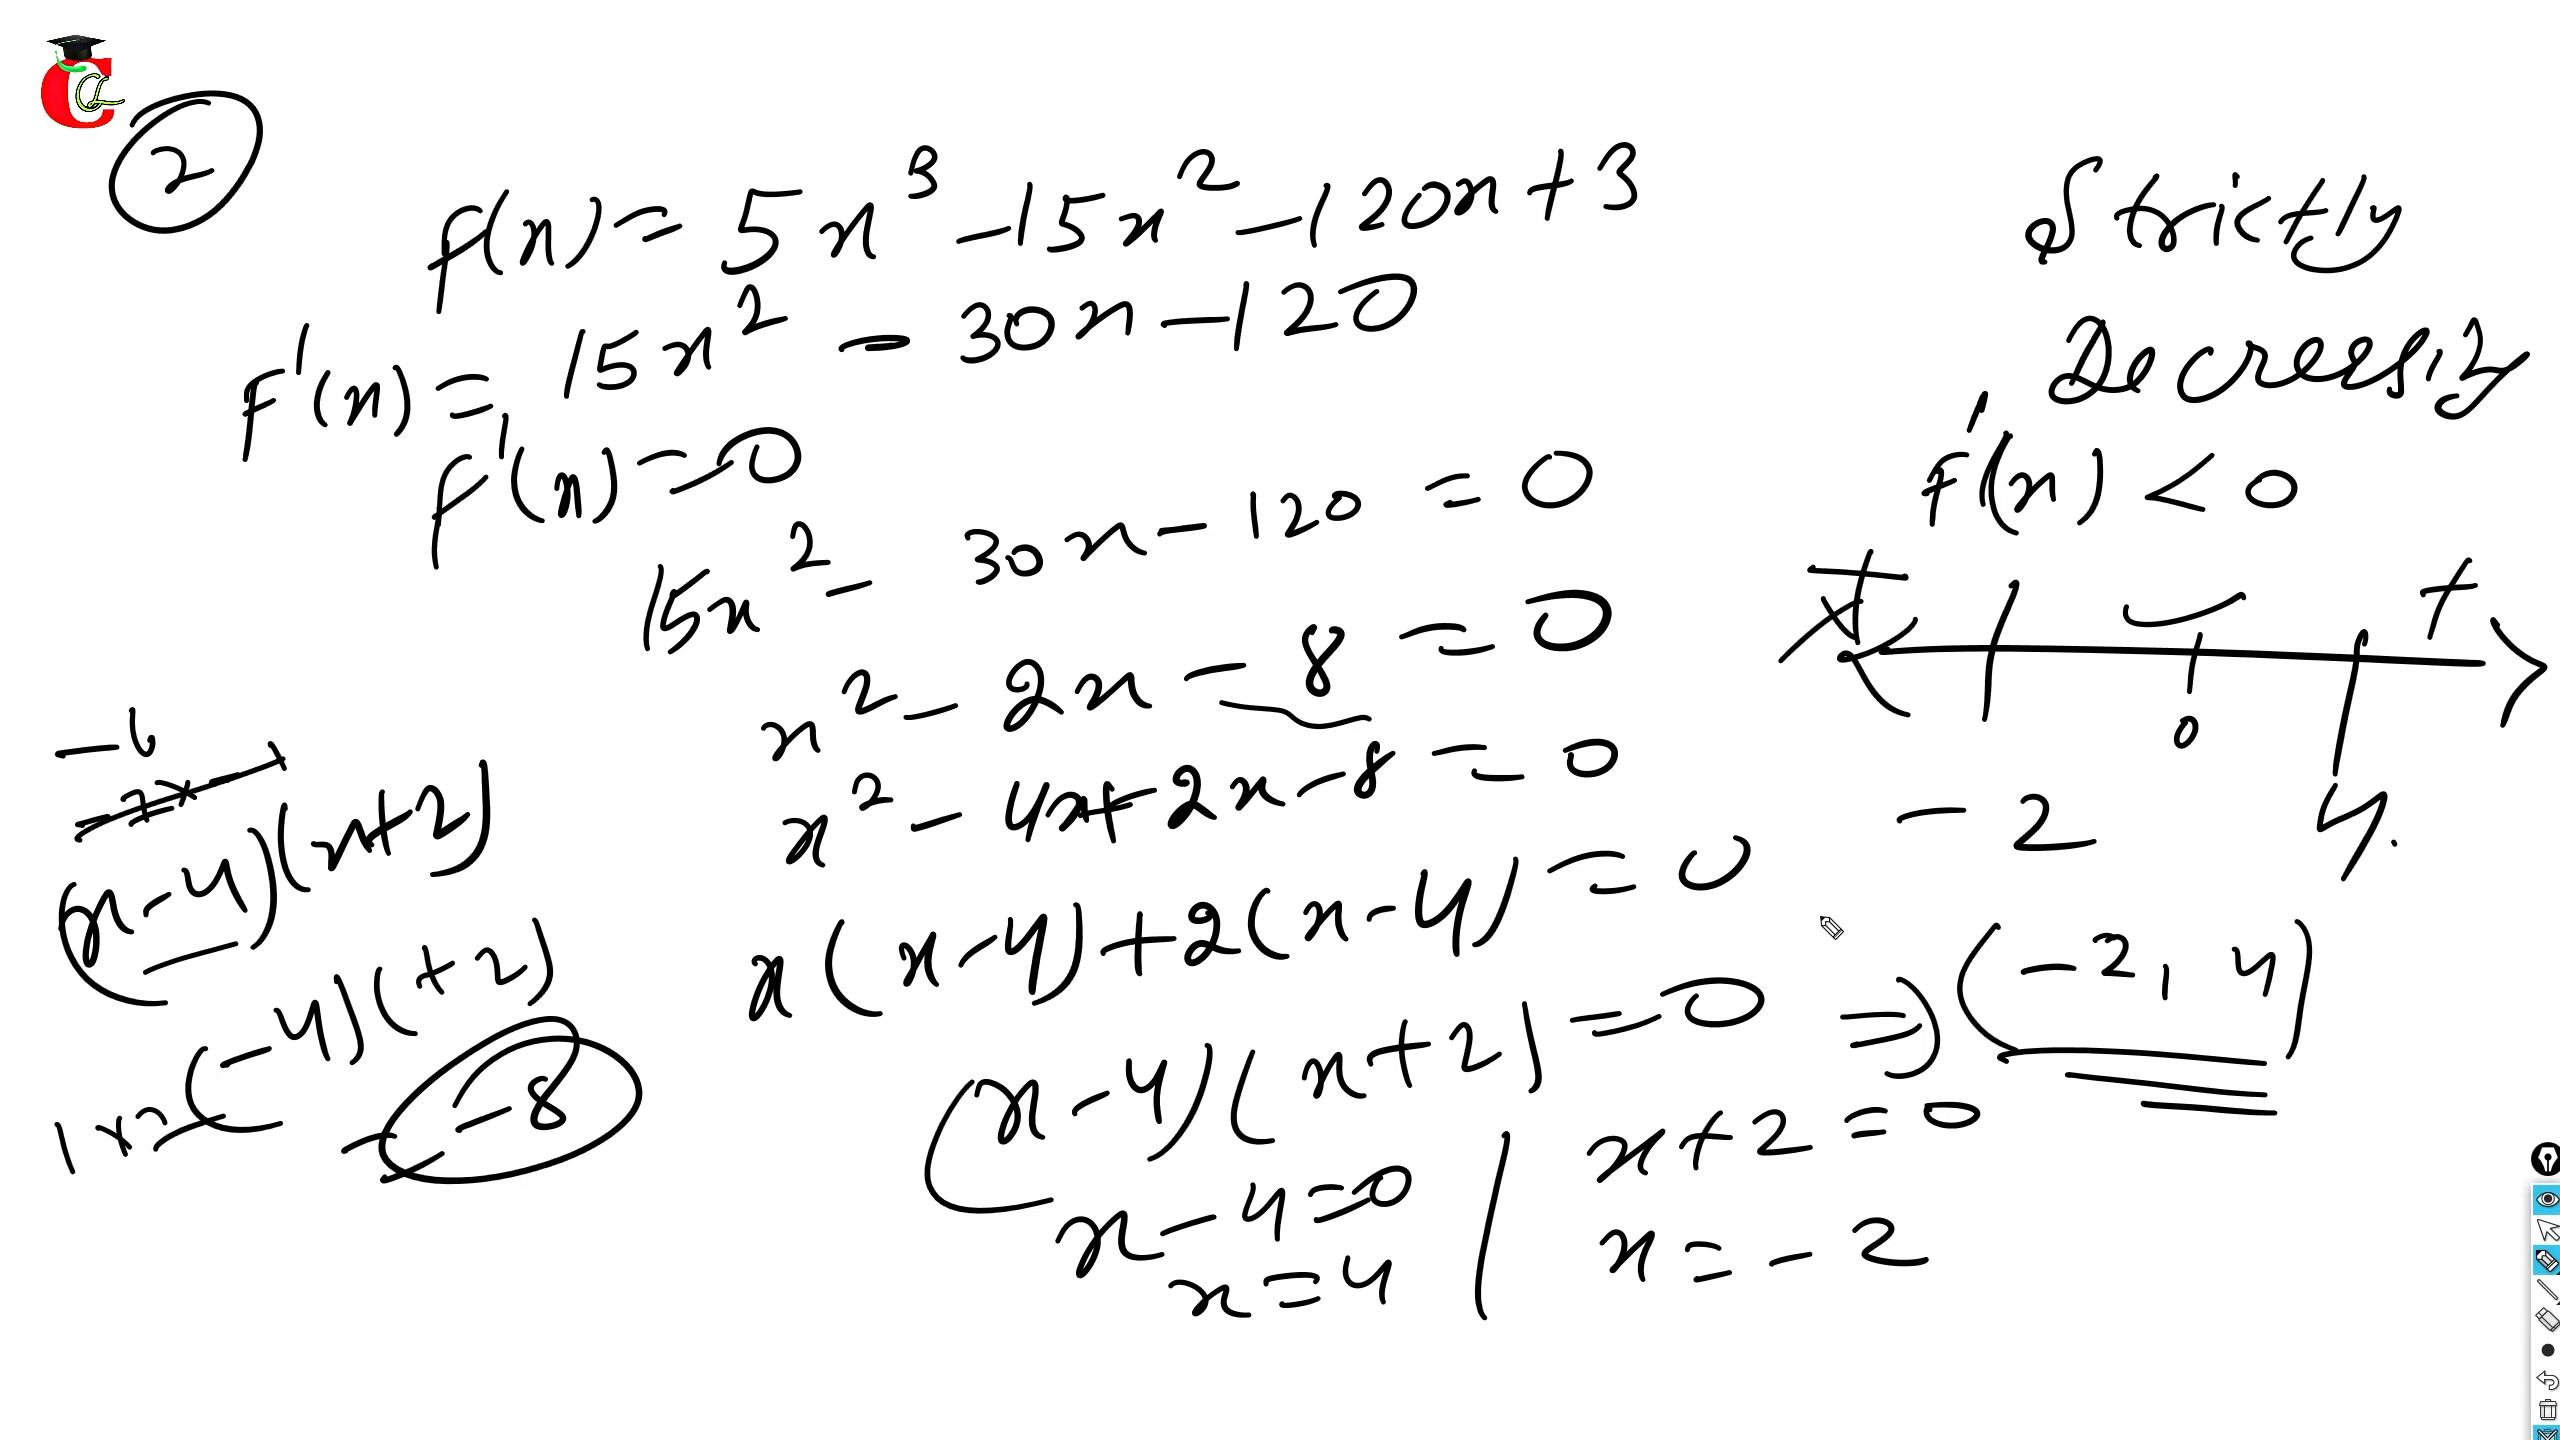 2
f(x) = 5x³ - 15x² - 120x + 3
F'(x) = 15x² - 30x - 120
F'(x) = 0
15x² - 30x - 120 = 0
x² - 2x - 8 = 0
x² - 4x + 2x - 8 = 0
x(x-4) + 2(x-4) = 0
(x-4)(x+2) = 0 ⇒ (-2, 4)
x - 4 = 0 | x + 2 = 0
x = 4 | x = -2
(x-4)(x+2)
(-4)(+2)
= -8
Strictly
F'(x) < 0
+ - +
0
-2 4.